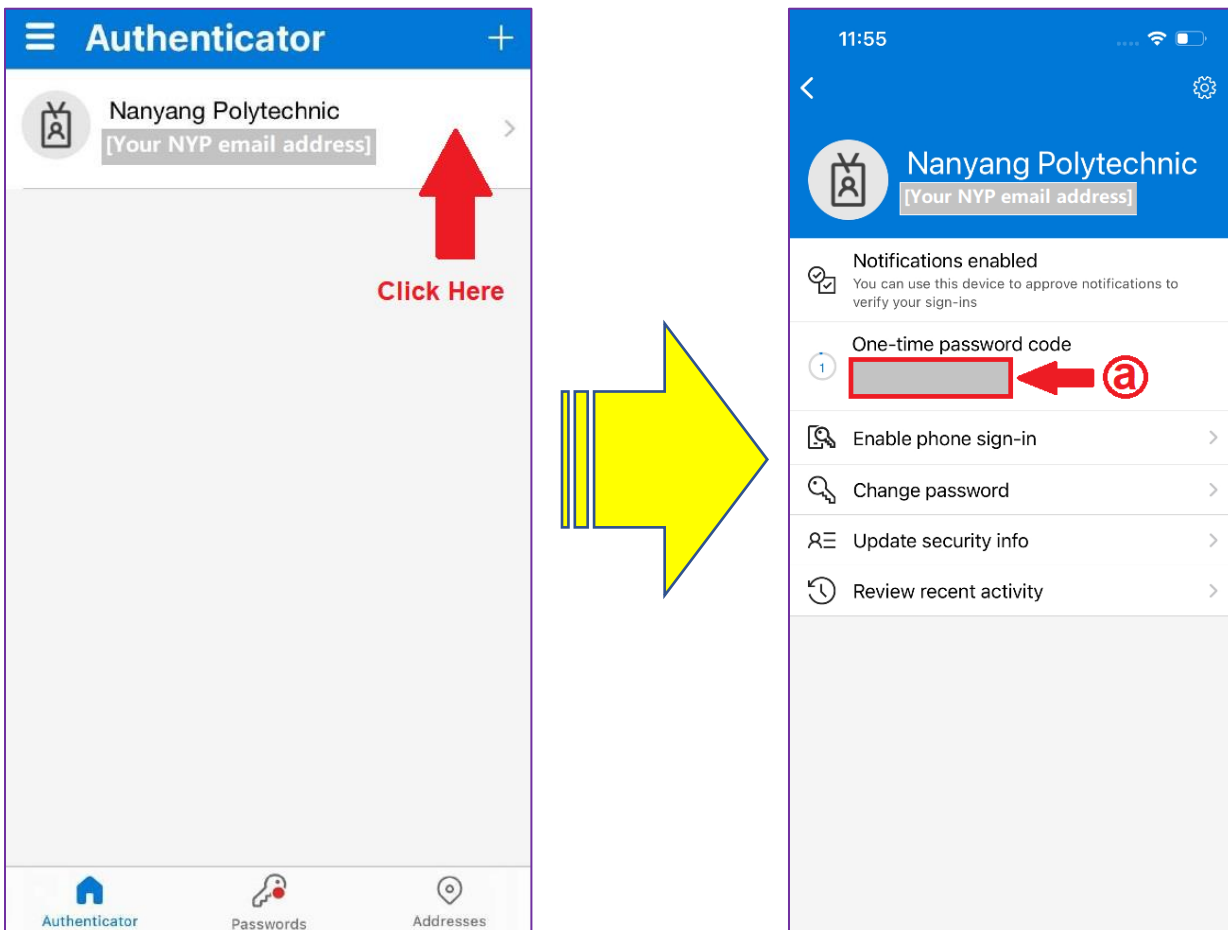 Authenticator
Nanyang Polytechnic
[Your NYP email address]
Click Here
Authenticator
Passwords
Addresses
11:55
Nanyang Polytechnic
[Your NYP email address]
Notifications enabled
You can use this device to approve notifications to
verify your sign-ins
One-time password code
1
a
Enable phone sign-in
Change password
Update security info
Review recent activity